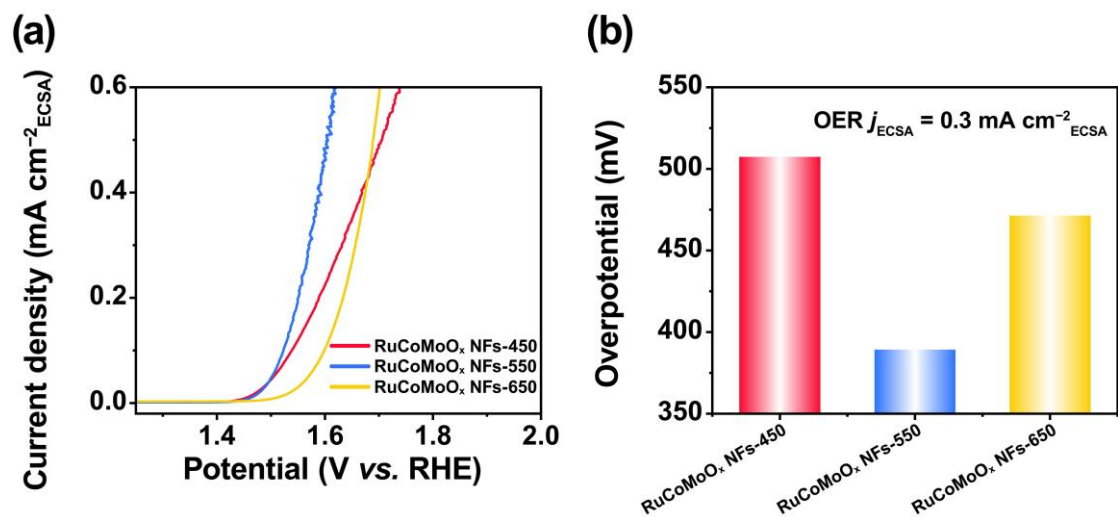 (a)
Current density (mA cm⁻²ECSA)
0.6
0.4
0.2
0.0
RuCoMoOₓ NFs-450
RuCoMoOₓ NFs-550
RuCoMoOₓ NFs-650
1.4
1.6
1.8
2.0
Potential (V vs. RHE)
(b)
Overpotential (mV)
550
500
450
400
350
OER jECSA = 0.3 mA cm⁻²ECSA
RuCoMoOₓ NFs-450
RuCoMoOₓ NFs-550
RuCoMoOₓ NFs-650